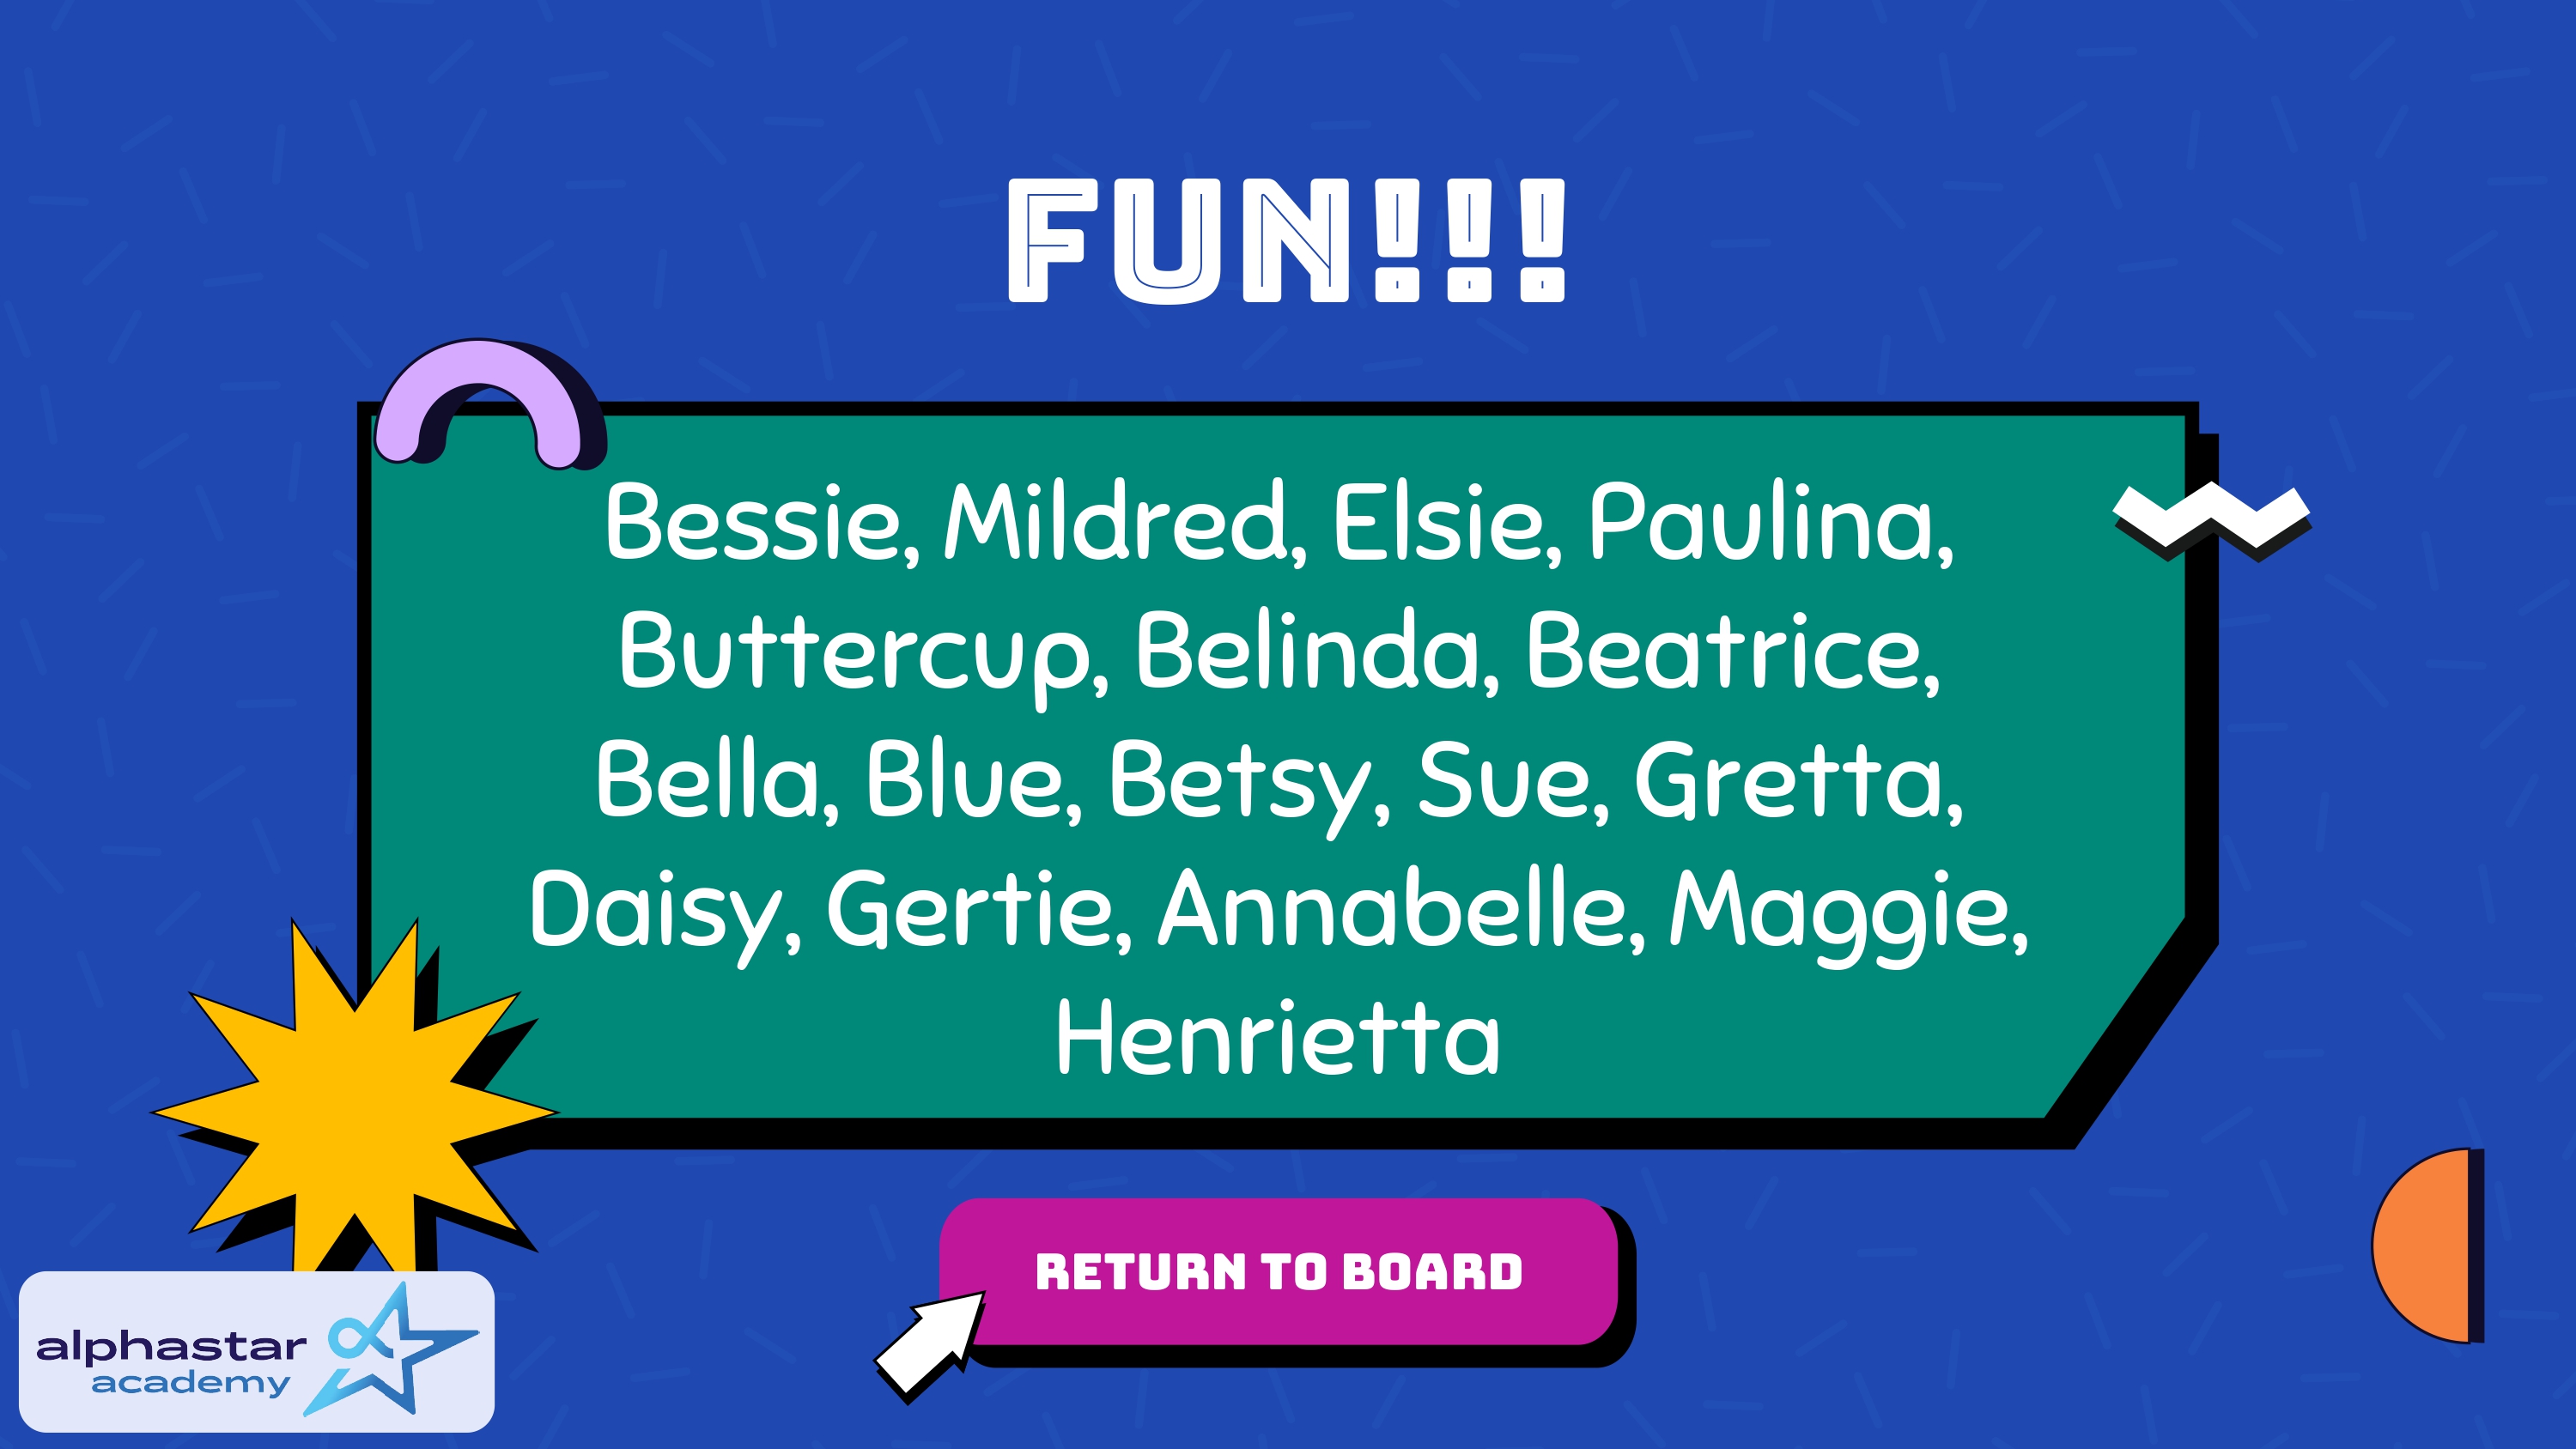 FUN!!!
Bessie, Mildred, Elsie, Paulina,
Buttercup, Belinda, Beatrice,
Bella, Blue, Betsy, Sue, Gretta,
Daisy, Gertie, Annabelle, Maggie,
Henrietta
RETURN TO BOARD
alphastar
academy